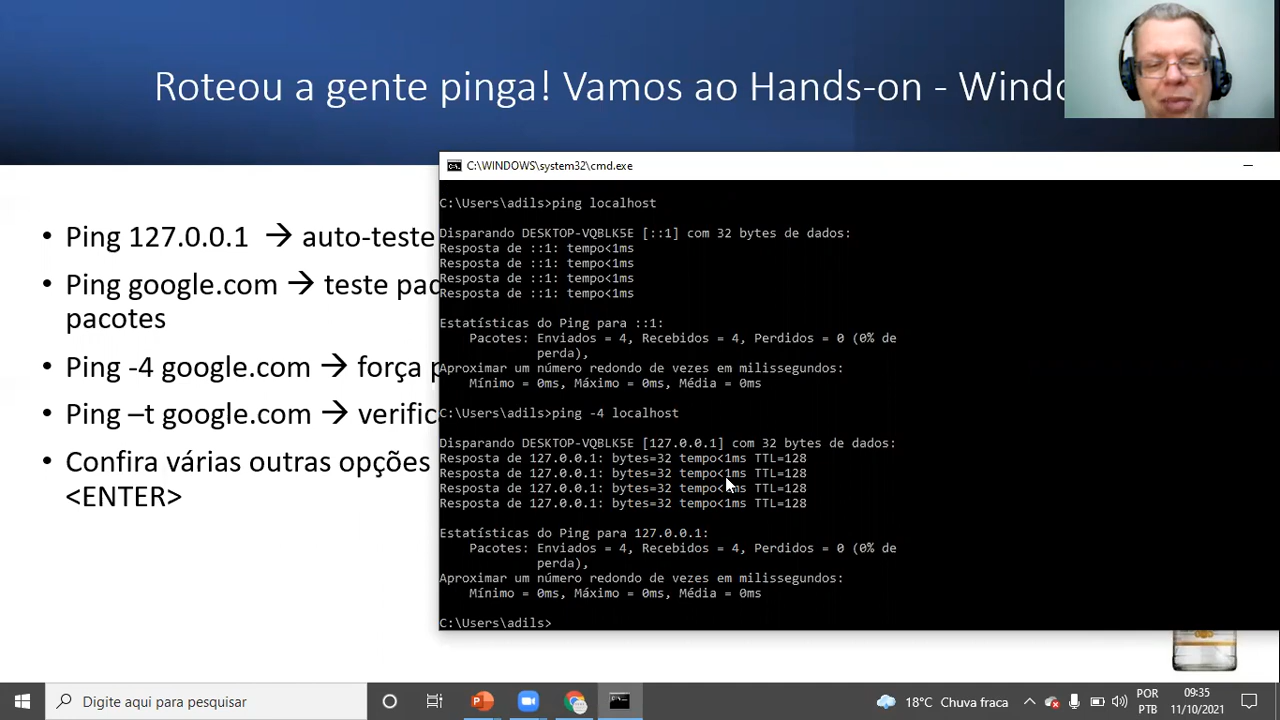 Roteou a gente pinga! Vamos ao Hands-on -
C:\WINDOWS\system32\cmd.exe
• Ping 127.0.0.1 → auto-teste
• Ping google.com → teste
pacotes
• Ping -4 google.com → força
• Ping –t google.com →
• Confira várias outras opções
<ENTER>
C:\Users\adils>ping localhost
Disparando DESKTOP-VQBLK5E [::1] com 32 bytes de dados:
Resposta de ::1: tempo<1ms
Resposta de ::1: tempo<1ms
Resposta de ::1: tempo<1ms
Resposta de ::1: tempo<1ms
Estatísticas do Ping para ::1:
Pacotes: Enviados = 4, Recebidos = 4, Perdidos = 0 (0% de
perda),
Aproximar um número redondo de vezes em milissegundos:
Mínimo = 0ms, Máximo = 0ms, Média = 0ms
C:\Users\adils>ping -4 localhost
Disparando DESKTOP-VQBLK5E [127.0.0.1] com 32 bytes de dados:
Resposta de 127.0.0.1: bytes=32 tempo<1ms TTL=128
Resposta de 127.0.0.1: bytes=32 tempo<1ms TTL=128
Resposta de 127.0.0.1: bytes=32 tempo<1ms TTL=128
Resposta de 127.0.0.1: bytes=32 tempo<1ms TTL=128
Estatísticas do Ping para 127.0.0.1:
Pacotes: Enviados = 4, Recebidos = 4, Perdidos = 0 (0% de
perda),
Aproximar um número redondo de vezes em milissegundos:
Mínimo = 0ms, Máximo = 0ms, Média = 0ms
C:\Users\adils>
Digite aqui para pesquisar
18°C Chuva fraca
POR
PTB
09:35
11/10/2021